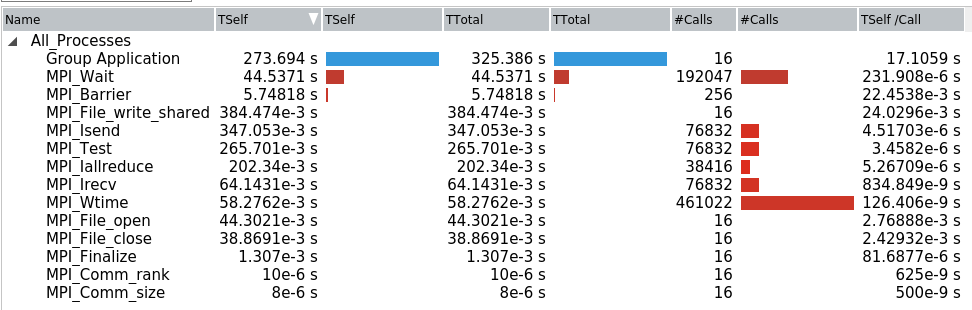 Name TSelf TSelf TTotal TTotal #Calls #Calls TSelf /Call
All_Processes
Group Application 273.694 s 325.386 s 16 17.1059 s
MPI_Wait 44.5371 s 44.5371 s 192047 231.908e-6 s
MPI_Barrier 5.74818 s 5.74818 s 256 22.4538e-3 s
MPI_File_write_shared 384.474e-3 s 384.474e-3 s 16 24.0296e-3 s
MPI_Isend 347.053e-3 s 347.053e-3 s 76832 4.51703e-6 s
MPI_Test 265.701e-3 s 265.701e-3 s 76832 3.4582e-6 s
MPI_Iallreduce 202.34e-3 s 202.34e-3 s 38416 5.26709e-6 s
MPI_Irecv 64.1431e-3 s 64.1431e-3 s 76832 834.849e-9 s
MPI_Wtime 58.2762e-3 s 58.2762e-3 s 461022 126.406e-9 s
MPI_File_open 44.3021e-3 s 44.3021e-3 s 16 2.76888e-3 s
MPI_File_close 38.8691e-3 s 38.8691e-3 s 16 2.42932e-3 s
MPI_Finalize 1.307e-3 s 1.307e-3 s 16 81.6877e-6 s
MPI_Comm_rank 10e-6 s 10e-6 s 16 625e-9 s
MPI_Comm_size 8e-6 s 8e-6 s 16 500e-9 s